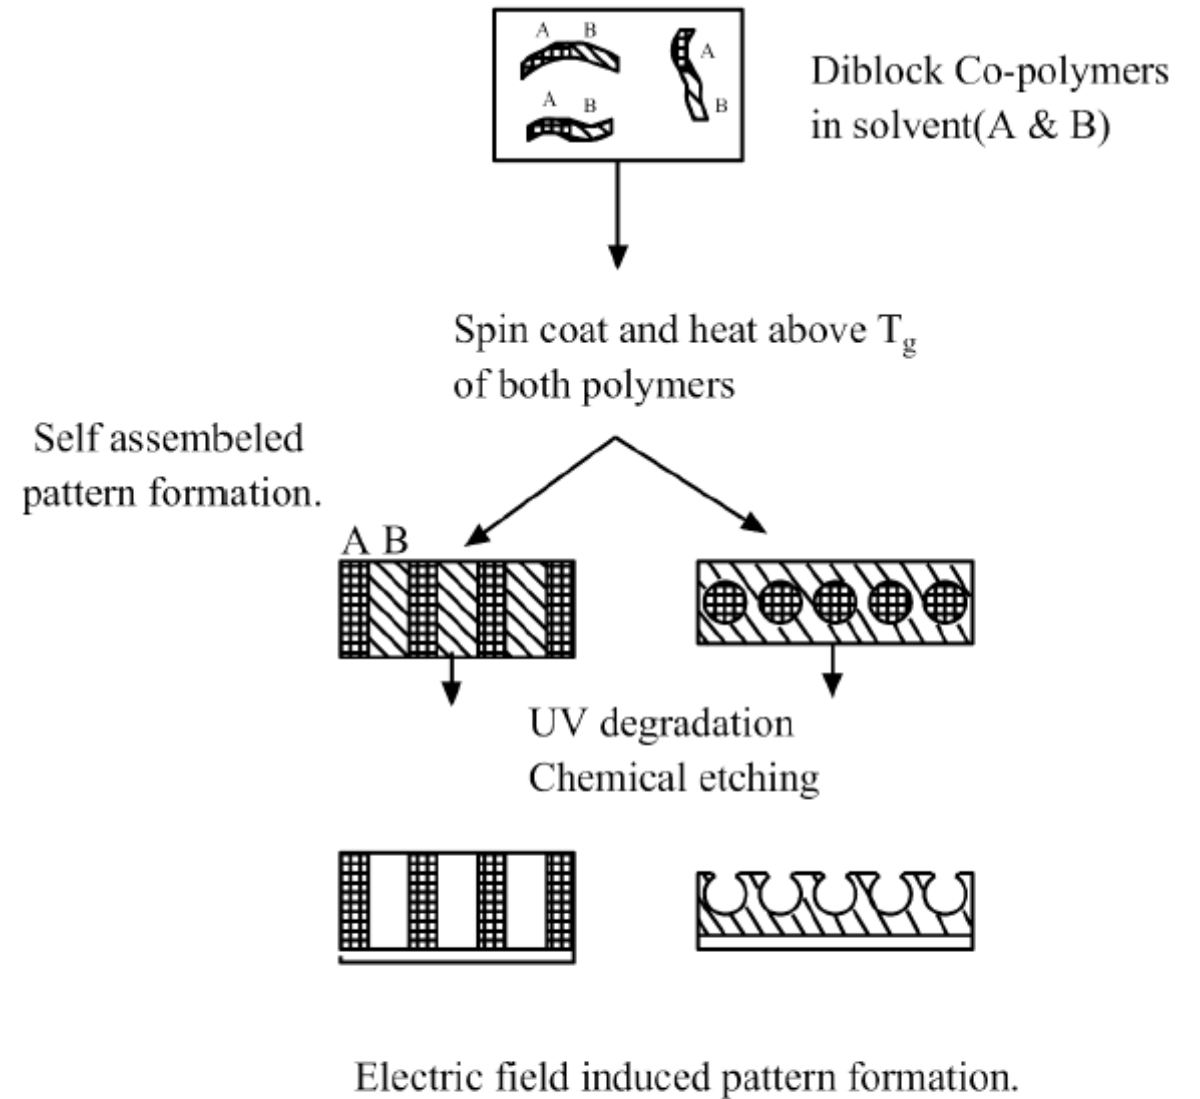 A B
A
B
A B
Diblock Co-polymers
in solvent(A & B)
Spin coat and heat above Tg
of both polymers
Self assembeled
pattern formation.
A B
UV degradation
Chemical etching
Electric field induced pattern formation.